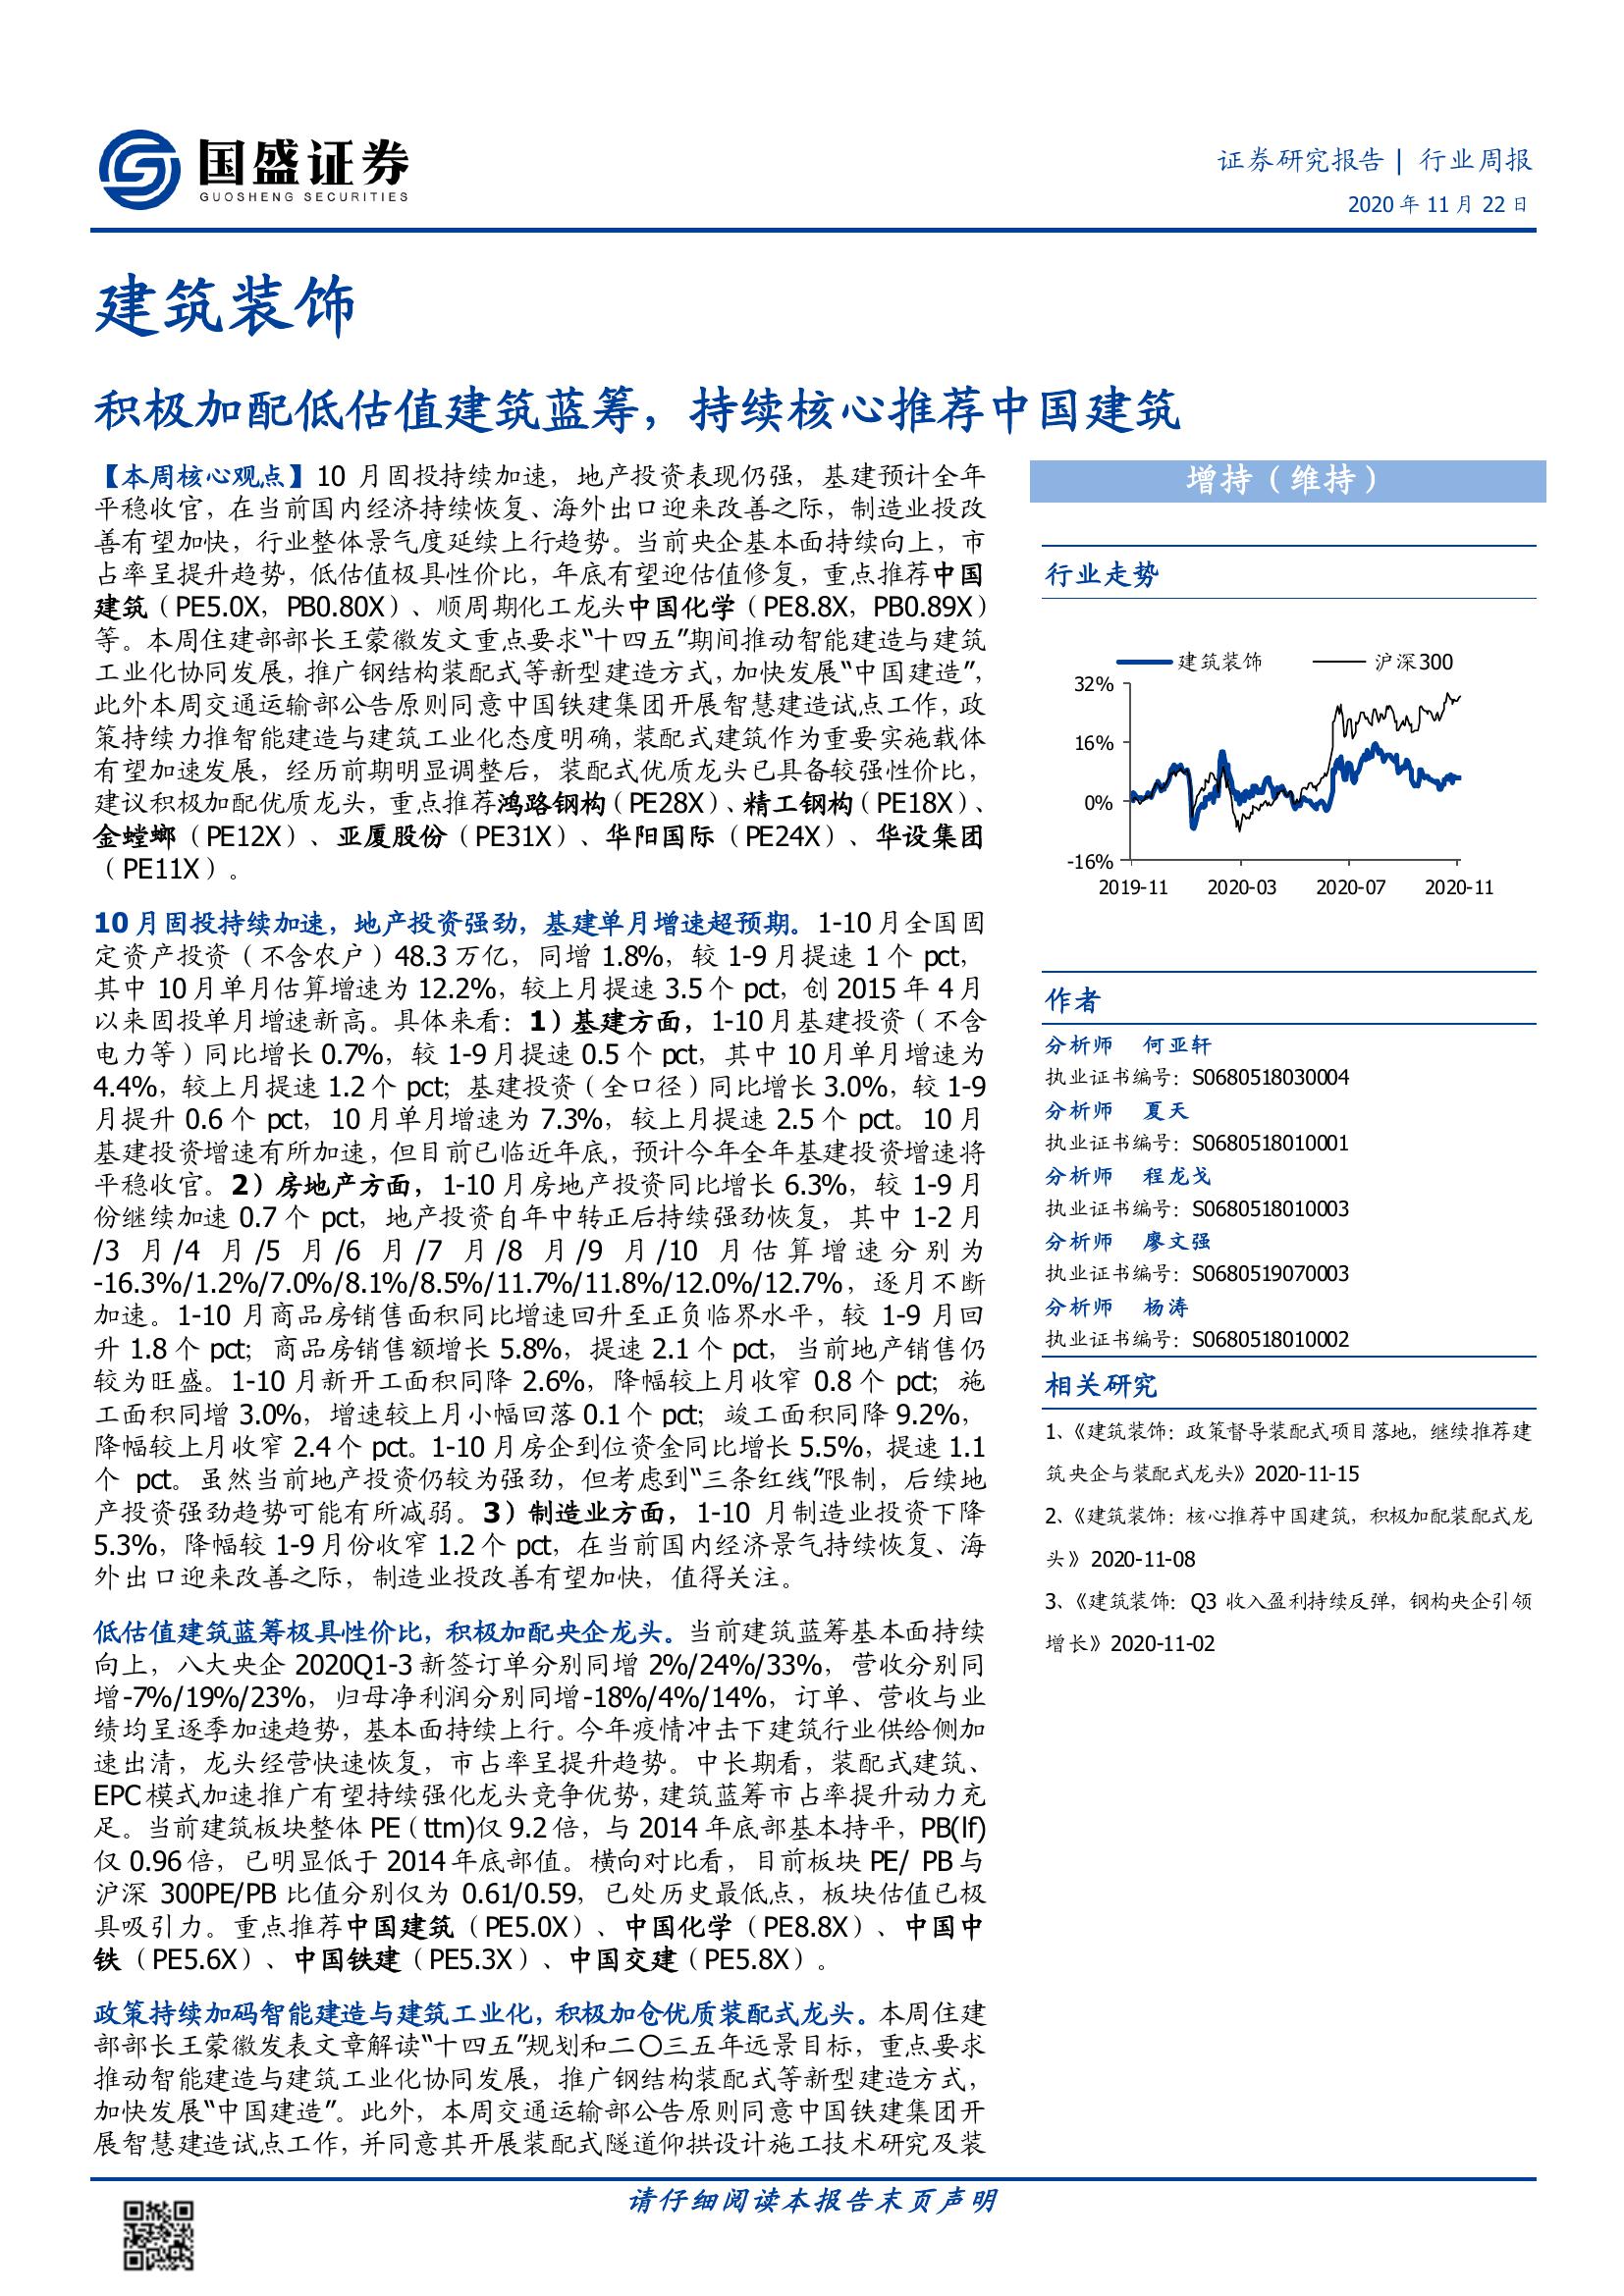 国盛证券
GUOSHENG SECURITIES
证券研究报告 | 行业周报
2020 年 11 月 22 日
建筑装饰
积极加配低估值建筑蓝筹，持续核心推荐中国建筑
【本周核心观点】10 月固投持续加速，地产投资表现仍强，基建预计全年
平稳收官，在当前国内经济持续恢复、海外出口迎来改善之际，制造业投改
善有望加快，行业整体景气度延续上行趋势。当前央企基本面持续向上，市
占率呈提升趋势，低估值极具性价比，年底有望迎估值修复，重点推荐中国
建筑（PE5.0X，PB0.80X）、顺周期化工龙头中国化学（PE8.8X，PB0.89X）
等。本周住建部部长王蒙徽发文重点要求“十四五”期间推动智能建造与建筑
工业化协同发展，推广钢结构装配式等新型建造方式，加快发展“中国建造”，
此外本周交通运输部公告原则同意中国铁建集团开展智慧建造试点工作，政
策持续力推智能建造与建筑工业化态度明确，装配式建筑作为重要实施载体
有望加速发展，经历前期明显调整后，装配式优质龙头已具备较强性价比，
建议积极加配优质龙头，重点推荐鸿路钢构（PE28X）、精工钢构（PE18X）、
金螳螂（PE12X）、亚厦股份（PE31X）、华阳国际（PE24X）、华设集团
（PE11X）。
10 月固投持续加速，地产投资强劲，基建单月增速超预期。1-10 月全国固
定资产投资（不含农户）48.3 万亿，同增 1.8%，较 1-9 月提速 1 个 pct，
其中 10 月单月估算增速为 12.2%，较上月提速 3.5 个 pct，创 2015 年 4 月
以来固投单月增速新高。具体来看：1）基建方面，1-10 月基建投资（不含
电力等）同比增长 0.7%，较 1-9 月提速 0.5 个 pct，其中 10 月单月增速为
4.4%，较上月提速 1.2 个 pct；基建投资（全口径）同比增长 3.0%，较 1-9
月提升 0.6 个 pct，10 月单月增速为 7.3%，较上月提速 2.5 个 pct。10 月
基建投资增速有所加速，但目前已临近年底，预计今年全年基建投资增速将
平稳收官。2）房地产方面，1-10 月房地产投资同比增长 6.3%，较 1-9 月
份继续加速 0.7 个 pct，地产投资自年中转正后持续强劲恢复，其中 1-2 月
/3 月/4 月/5 月/6 月/7 月/8 月/9 月/10 月估算增速分别为
-16.3%/1.2%/7.0%/8.1%/8.5%/11.7%/11.8%/12.0%/12.7%，逐月不断
加速。1-10 月商品房销售面积同比增速回升至正负临界水平，较 1-9 月回
升 1.8 个 pct；商品房销售额增长 5.8%，提速 2.1 个 pct，当前地产销售仍
较为旺盛。1-10 月新开工面积同降 2.6%，降幅较上月收窄 0.8 个 pct；施
工面积同增 3.0%，增速较上月小幅回落 0.1 个 pct；竣工面积同降 9.2%，
降幅较上月收窄 2.4 个 pct。1-10 月房企到位资金同比增长 5.5%，提速 1.1
个 pct。虽然当前地产投资仍较为强劲，但考虑到“三条红线”限制，后续地
产投资强劲趋势可能有所减弱。3）制造业方面，1-10 月制造业投资下降
5.3%，降幅较 1-9 月份收窄 1.2 个 pct，在当前国内经济景气持续恢复、海
外出口迎来改善之际，制造业投改善有望加快，值得关注。
低估值建筑蓝筹极具性价比，积极加配央企龙头。当前建筑蓝筹基本面持续
向上，八大央企 2020Q1-3 新签订单分别同增 2%/24%/33%，营收分别同
增-7%/19%/23%，归母净利润分别同增-18%/4%/14%，订单、营收与业
绩均呈逐季加速趋势，基本面持续上行。今年疫情冲击下建筑行业供给侧加
速出清，龙头经营快速恢复，市占率呈提升趋势。中长期看，装配式建筑、
EPC 模式加速推广有望持续强化龙头竞争优势，建筑蓝筹市占率提升动力充
足。当前建筑板块整体 PE（ttm)仅 9.2 倍，与 2014 年底部基本持平，PB(lf)
仅 0.96 倍，已明显低于 2014 年底部值。横向对比看，目前板块 PE/ PB 与
沪深 300PE/PB 比值分别仅为 0.61/0.59，已处历史最低点，板块估值已极
具吸引力。重点推荐中国建筑（PE5.0X）、中国化学（PE8.8X）、中国中
铁（PE5.6X）、中国铁建（PE5.3X）、中国交建（PE5.8X）。
政策持续加码智能建造与建筑工业化，积极加仓优质装配式龙头。本周住建
部部长王蒙徽发表文章解读“十四五”规划和二〇三五年远景目标，重点要求
推动智能建造与建筑工业化协同发展，推广钢结构装配式等新型建造方式，
加快发展“中国建造”。此外，本周交通运输部公告原则同意中国铁建集团开
展智慧建造试点工作，并同意其开展装配式隧道仰拱设计施工技术研究及装
增持（维持）
行业走势
建筑装饰 沪深300
32%
16%
0%
-16%
2019-11 2020-03 2020-07 2020-11
作者
分析师 何亚轩
执业证书编号：S0680518030004
分析师 夏天
执业证书编号：S0680518010001
分析师 程龙戈
执业证书编号：S0680518010003
分析师 廖文强
执业证书编号：S0680519070003
分析师 杨涛
执业证书编号：S0680518010002
相关研究
1、《建筑装饰：政策督导装配式项目落地，继续推荐建
筑央企与装配式龙头》2020-11-15
2、《建筑装饰：核心推荐中国建筑，积极加配装配式龙
头》2020-11-08
3、《建筑装饰：Q3 收入盈利持续反弹，钢构央企引领
增长》2020-11-02
请仔细阅读本报告末页声明